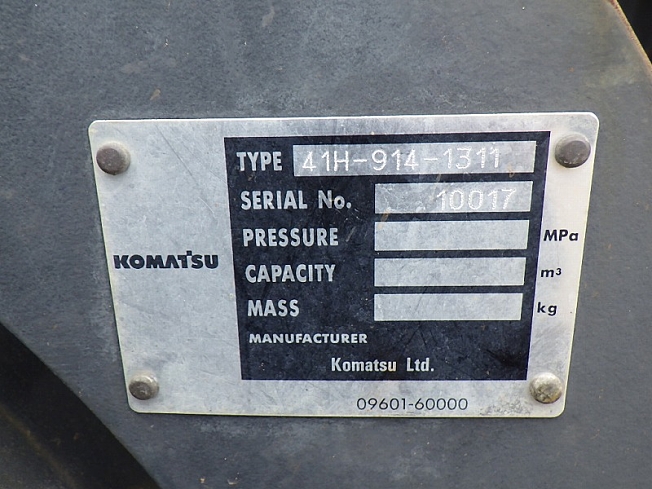 TYPE 41H-914-1311
SERIAL No. 10017
PRESSURE MPa
KOMATSU
CAPACITY m³
MASS kg
MANUFACTURER
Komatsu Ltd.
09601-60000